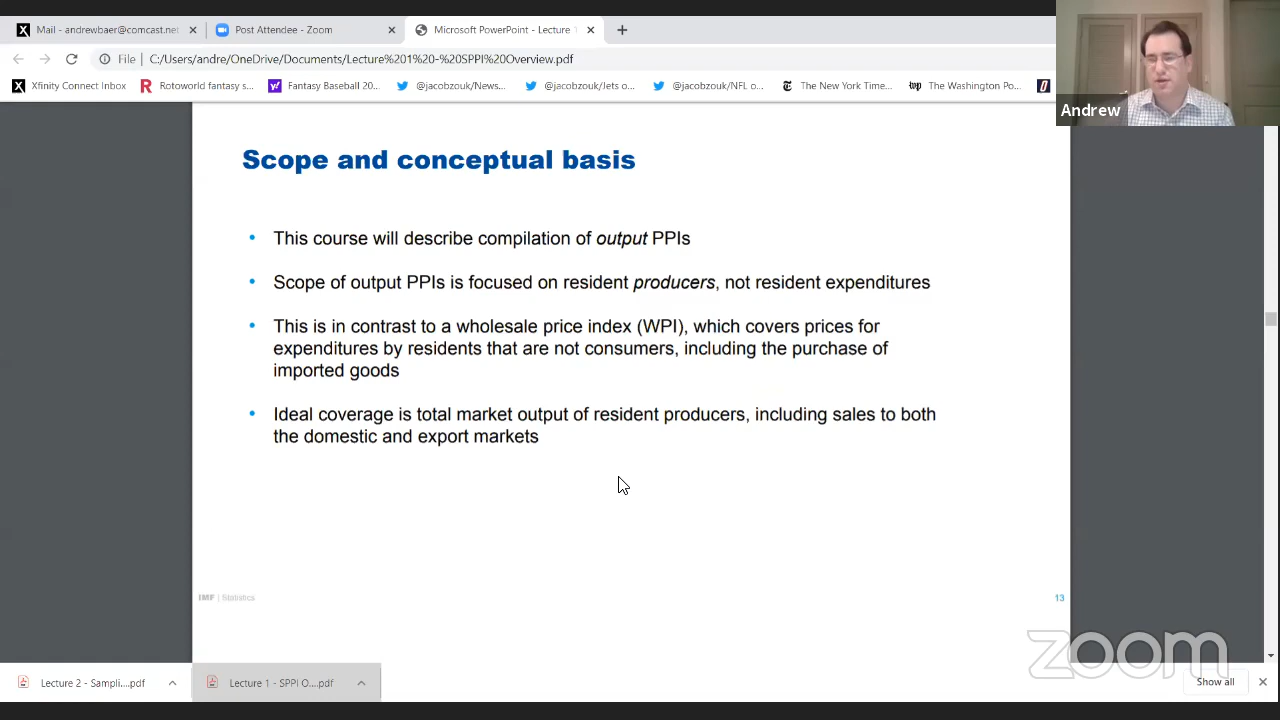 Mail - andrewbaer@comcast.net
Post Attendee - Zoom
Microsoft PowerPoint - Lecture 1
File | C:/Users/andre/OneDrive/Documents/Lecture%201%20-%20SPPI%20Overview.pdf
Xfinity Connect Inbox
Rotoworld fantasy s...
Fantasy Baseball 20...
@jacobzouk/News...
@jacobzouk/Jets o...
@jacobzouk/NFL o...
The New York Time...
The Washington Po...
Andrew
Scope and conceptual basis
• This course will describe compilation of output PPIs
• Scope of output PPIs is focused on resident producers, not resident expenditures
• This is in contrast to a wholesale price index (WPI), which covers prices for
expenditures by residents that are not consumers, including the purchase of
imported goods
• Ideal coverage is total market output of resident producers, including sales to both
the domestic and export markets
IMF | Statistics
13
zoom
Lecture 2 - Sampli....pdf
Lecture 1 - SPPI O....pdf
Show all